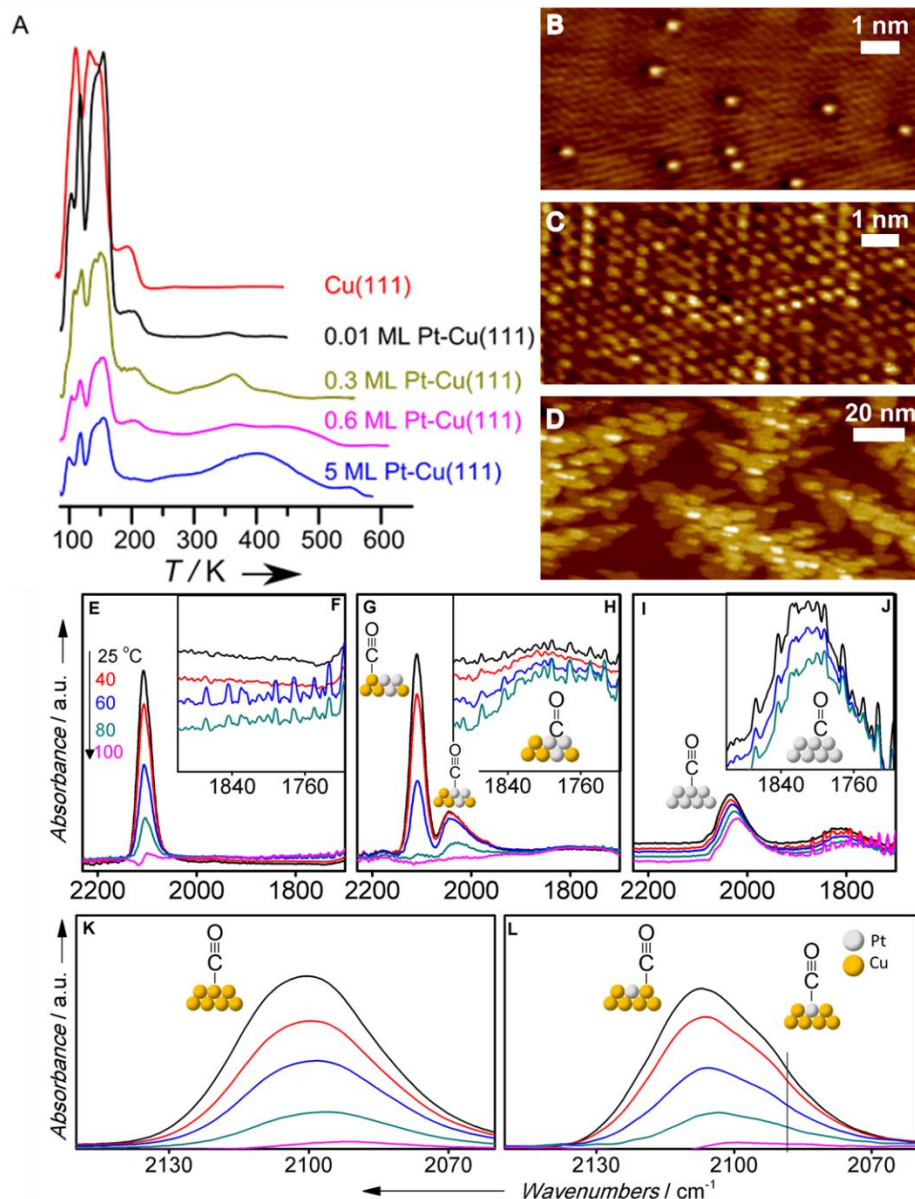 A
Cu(111)
0.01 ML Pt-Cu(111)
0.3 ML Pt-Cu(111)
0.6 ML Pt-Cu(111)
5 ML Pt-Cu(111)
100 200 300 400 500 600
T / K
B
1 nm
C
1 nm
D
20 nm
Absorbance / a.u.
E
25 °C
40
60
80
100
F
1840 1760
2200 2000 1800
G
O
C
O
C
H
O
C
1840 1760
2200 2000 1800
I
O
C
J
O
C
1840 1760
2200 2000 1800
Absorbance / a.u.
K
O
C
2130 2100 2070
L
O
C
O
C
Pt
Cu
2130 2100 2070
Wavenumbers / cm⁻¹